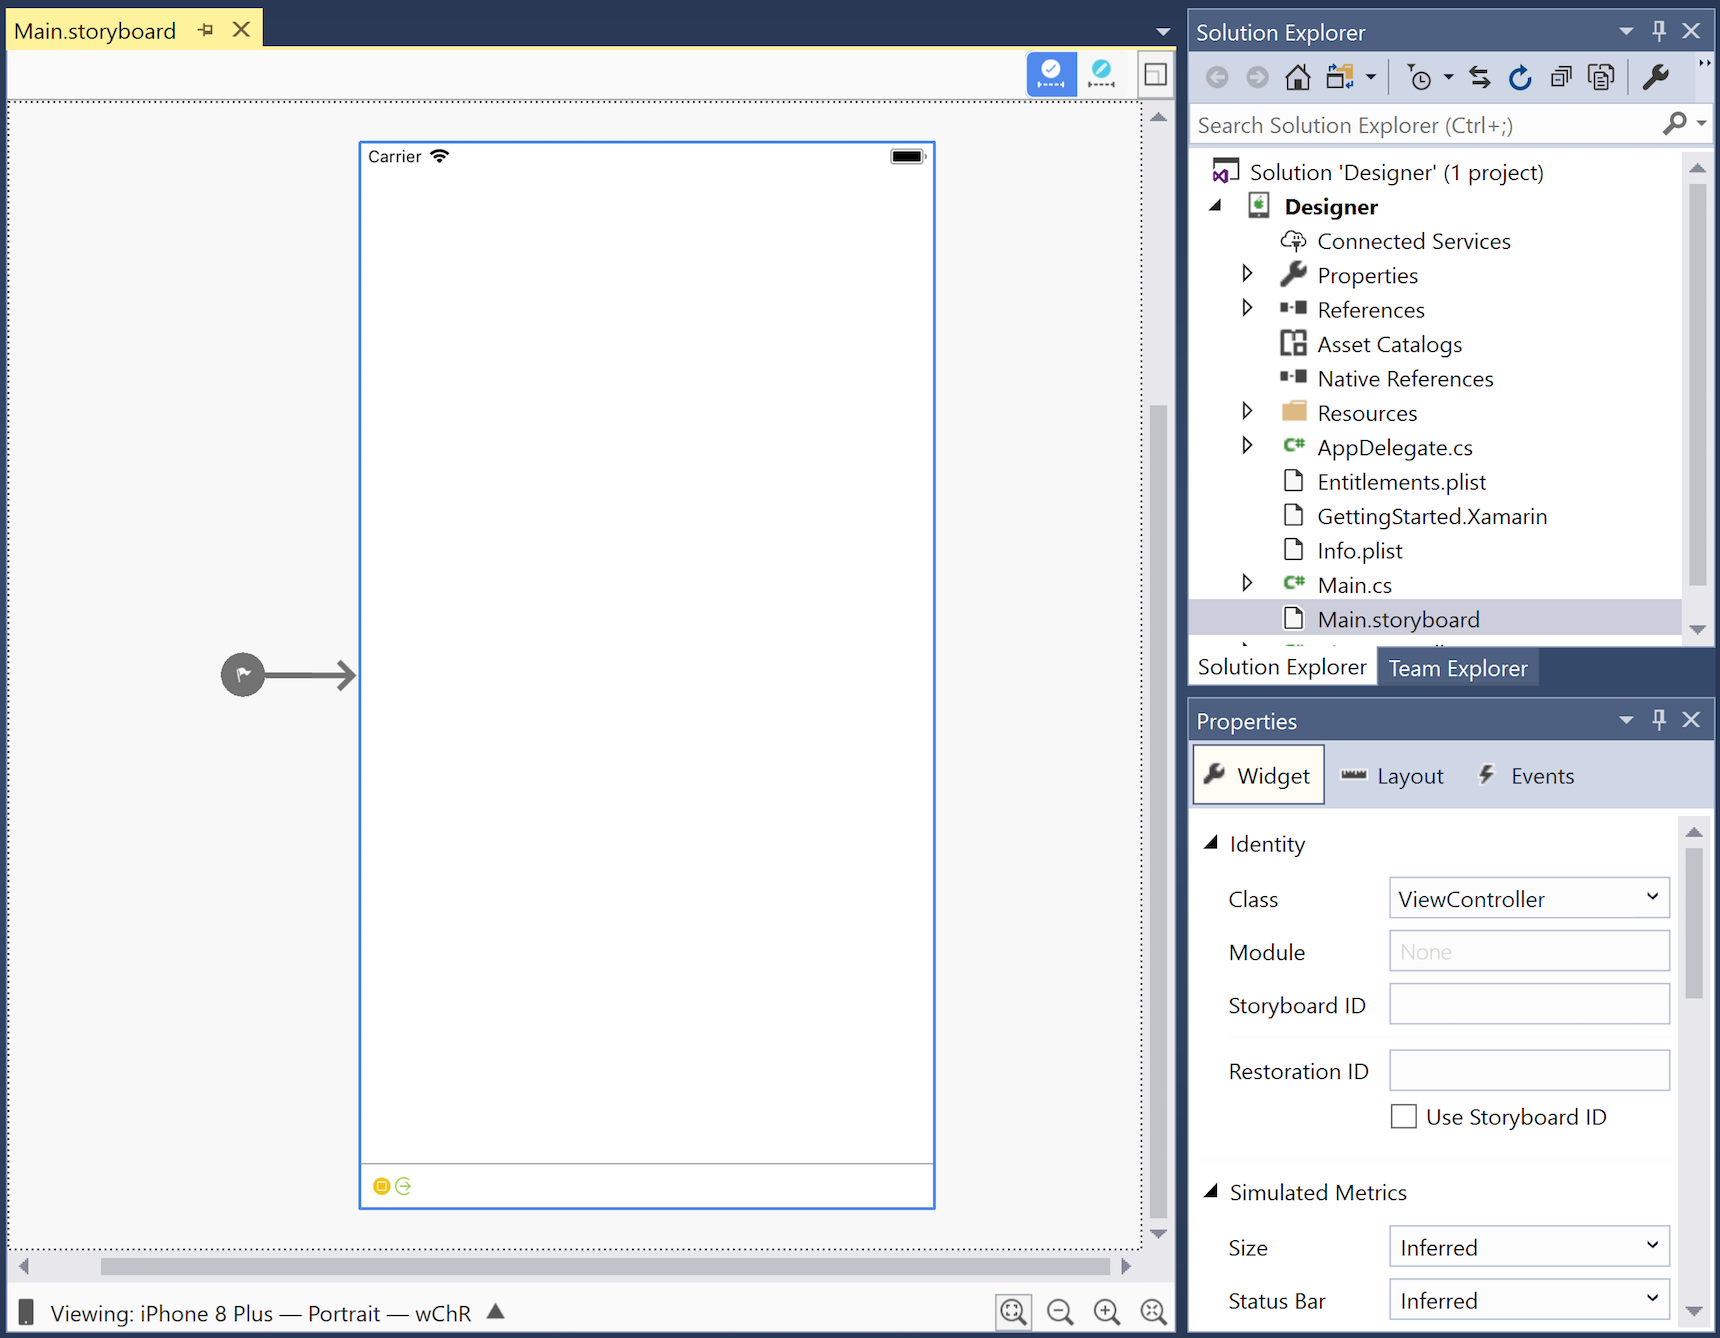 Main.storyboard
Carrier
Viewing: iPhone 8 Plus — Portrait — wChR
Solution Explorer
Search Solution Explorer (Ctrl+;)
Solution 'Designer' (1 project)
Designer
Connected Services
Properties
References
Asset Catalogs
Native References
Resources
C# AppDelegate.cs
Entitlements.plist
GettingStarted.Xamarin
Info.plist
C# Main.cs
Main.storyboard
Solution Explorer Team Explorer
Properties
Widget Layout Events
Identity
Class ViewController
Module None
Storyboard ID
Restoration ID
Use Storyboard ID
Simulated Metrics
Size Inferred
Status Bar Inferred